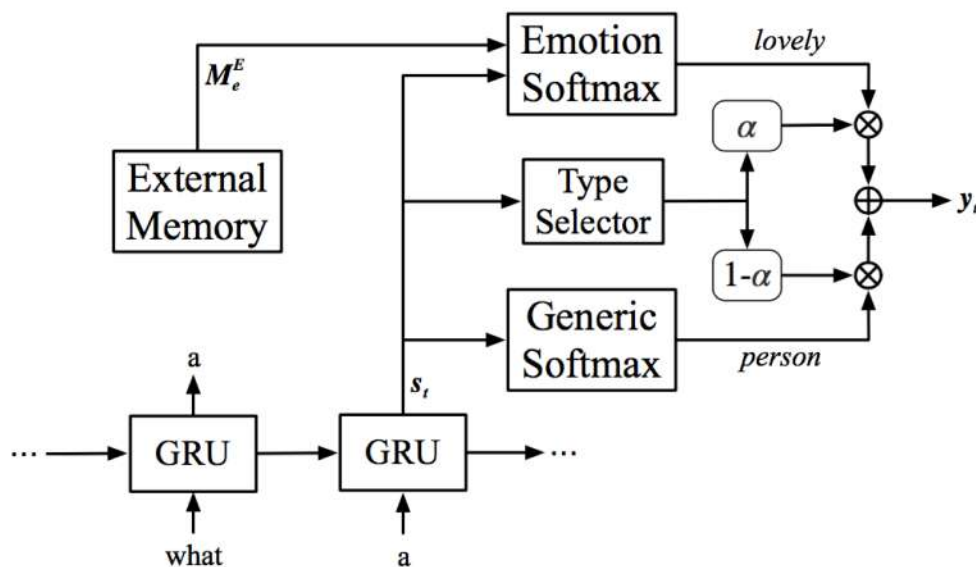 Emotion
Softmax
lovely
M_e^E
α
External
Memory
Type
Selector
y_t
1-α
Generic
Softmax
person
a
s_t
... GRU GRU ...
what
a